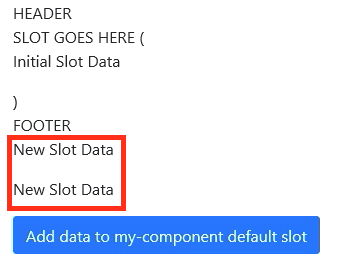 HEADER
SLOT GOES HERE (
Initial Slot Data
)
FOOTER
New Slot Data
New Slot Data
Add data to my-component default slot